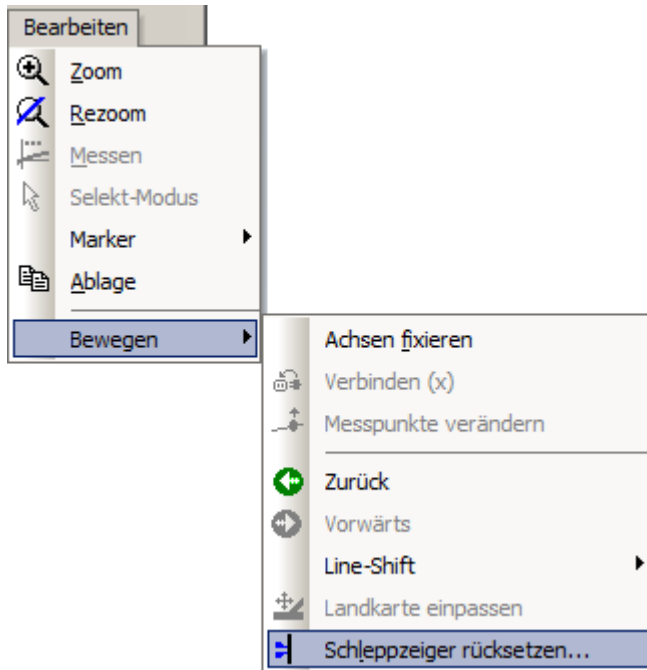 Bearbeiten
Zoom
Rezoom
Messen
Selekt-Modus
Marker
Ablage
Bewegen
Achsen fixieren
Verbinden (x)
Messpunkte verändern
Zurück
Vorwärts
Line-Shift
Landkarte einpassen
Schleppzeiger rücksetzen...